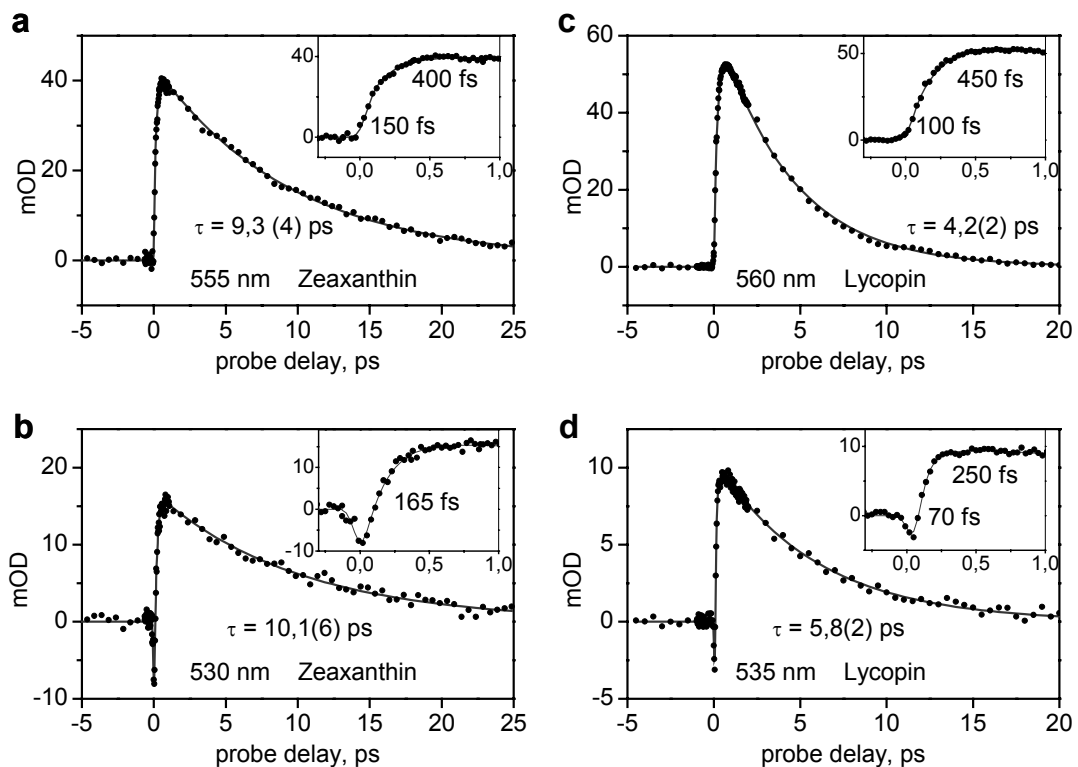 a
mOD
60
40
20
0
-5 0 5 10 15 20 25
probe delay, ps
τ = 9,3 (4) ps
555 nm Zeaxanthin
40
20
0
0,0 0,5 1,0
400 fs
150 fs
c
mOD
60
40
20
0
-5 0 5 10 15 20
probe delay, ps
τ = 4,2(2) ps
560 nm Lycopin
50
0
0,0 0,5 1,0
450 fs
100 fs
b
mOD
20
10
0
-10
-5 0 5 10 15 20 25
probe delay, ps
τ = 10,1(6) ps
530 nm Zeaxanthin
10
0
-10
0,0 0,5 1,0
165 fs
d
mOD
15
10
5
0
-5
-5 0 5 10 15 20
probe delay, ps
τ = 5,8(2) ps
535 nm Lycopin
10
0
0,0 0,5 1,0
250 fs
70 fs